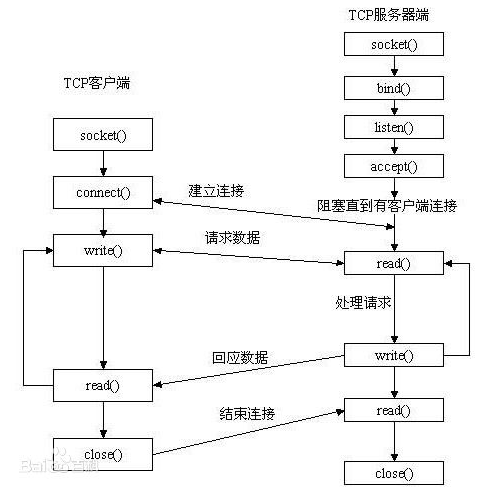 TCP服务器端
socket()
bind()
listen()
accept()
阻塞直到有客户端连接
read()
处理请求
write()
read()
close()
TCP客户端
socket()
connect()
write()
read()
close()
建立连接
请求数据
回应数据
结束连接
Baidu百科